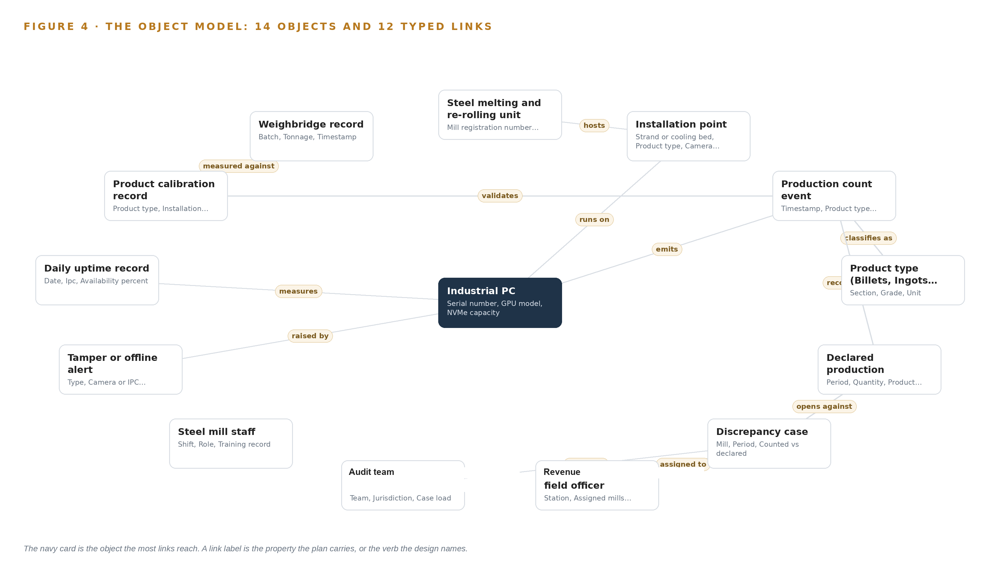 FIGURE 4 · THE OBJECT MODEL: 14 OBJECTS AND 12 TYPED LINKS
Steel melting and
re-rolling unit
Mill registration number…
hosts
Weighbridge record
Batch, Tonnage, Timestamp
Installation point
Strand or cooling bed,
Product type, Camera…
measured against
Product calibration
record
Product type, Installation…
validates
Production count
event
Timestamp, Product type…
runs on
classifies as
emits
Daily uptime record
Date, Ipc, Availability percent
measures
Industrial PC
Serial number, GPU model,
NVMe capacity
Product type
(Billets, Ingots…
Section, Grade, Unit
raised by
Tamper or offline
alert
Type, Camera or IPC…
Declared
production
Period, Quantity, Product…
opens against
Steel mill staff
Shift, Role, Training record
Discrepancy case
Mill, Period, Counted vs
declared
assigned to
Audit team
Team, Jurisdiction, Case load
Revenue
field officer
Station, Assigned mills…
The navy card is the object the most links reach. A link label is the property the plan carries, or the verb the design names.